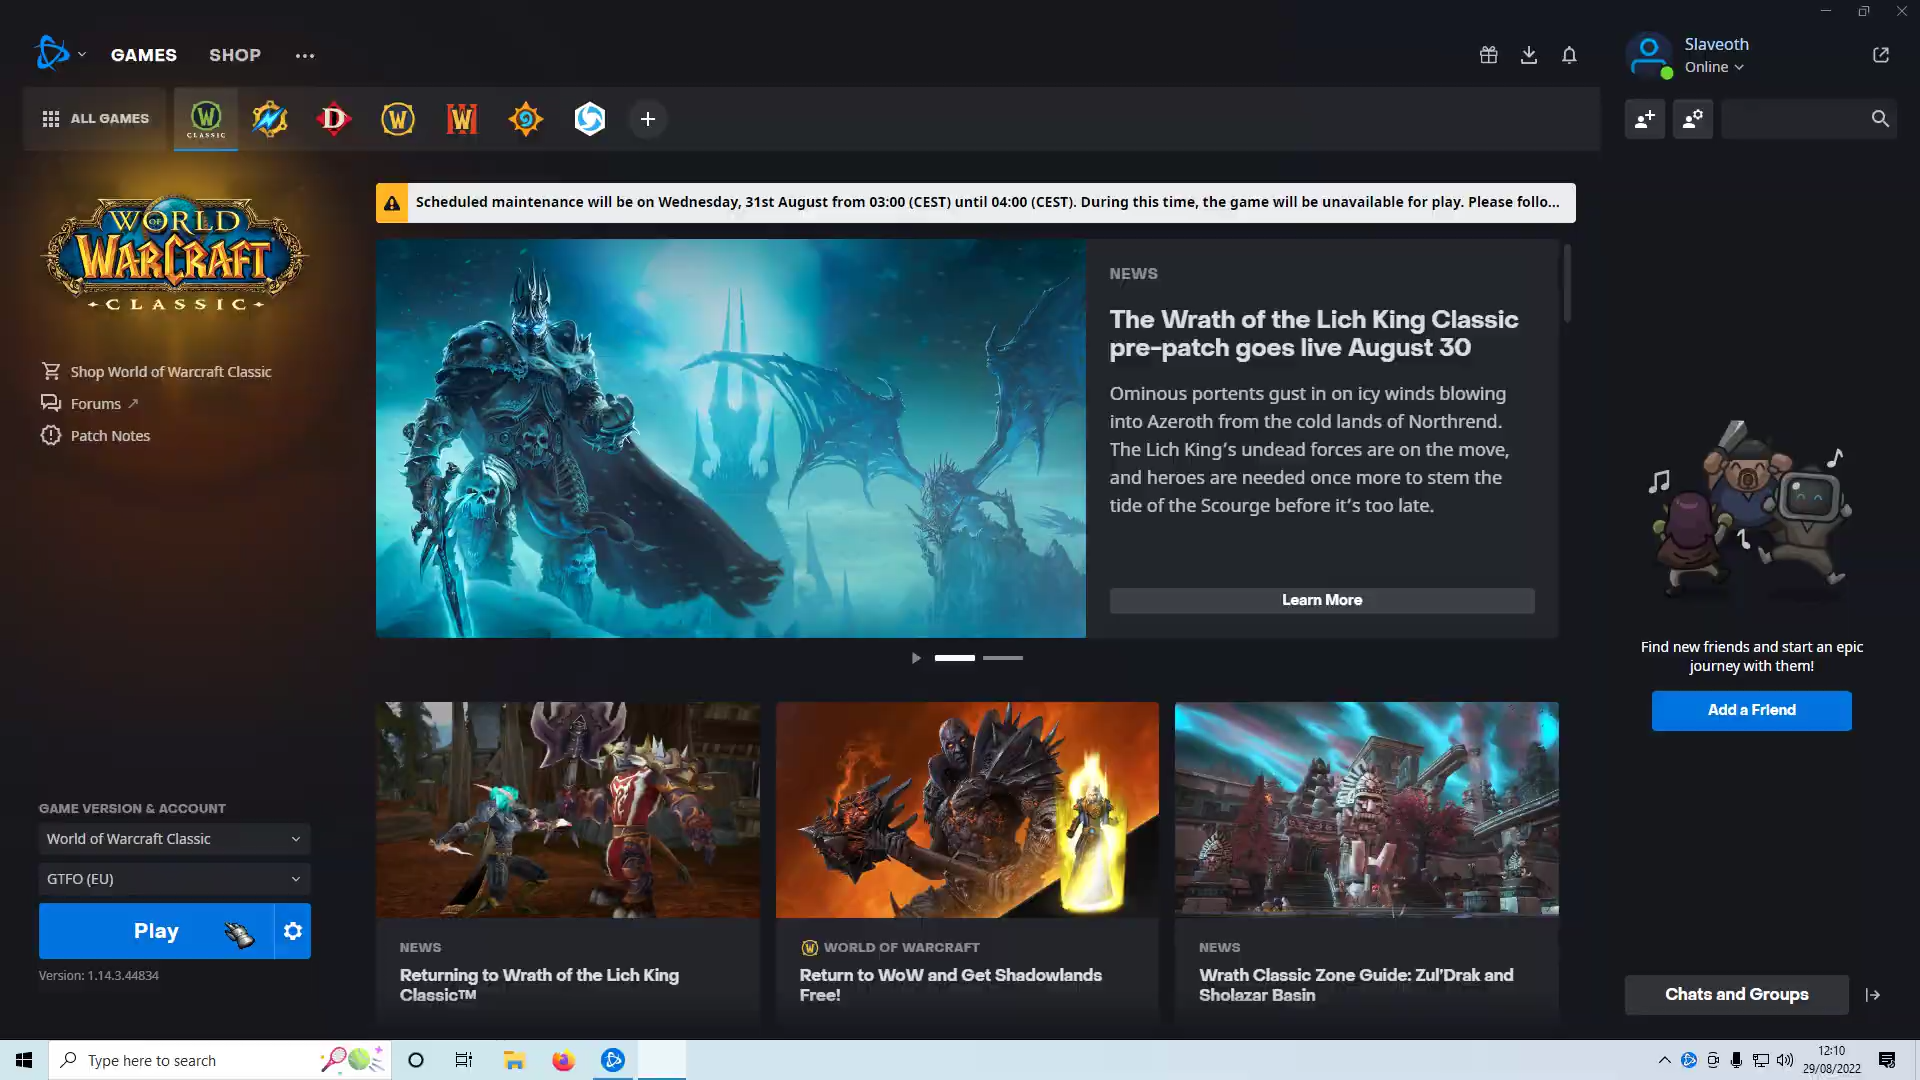 GAMES
SHOP
Slaveoth
Online
ALL GAMES
W
CLASSIC
D
W
W
WORLD
OF
WARCRAFT
CLASSIC
Scheduled maintenance will be on Wednesday, 31st August from 03:00 (CEST) until 04:00 (CEST). During this time, the game will be unavailable for play. Please follo...
Shop World of Warcraft Classic
Forums
Patch Notes
NEWS
The Wrath of the Lich King Classic
pre-patch goes live August 30
Ominous portents gust in on icy winds blowing
into Azeroth from the cold lands of Northrend.
The Lich King's undead forces are on the move,
and heroes are needed once more to stem the
tide of the Scourge before it's too late.
Learn More
Find new friends and start an epic
journey with them!
Add a Friend
GAME VERSION & ACCOUNT
World of Warcraft Classic
GTFO (EU)
Play
Version: 1.14.3.44834
NEWS
Returning to Wrath of the Lich King
Classic™
WORLD OF WARCRAFT
Return to WoW and Get Shadowlands
Free!
NEWS
Wrath Classic Zone Guide: Zul'Drak and
Sholazar Basin
Chats and Groups
Type here to search
12:10
29/08/2022